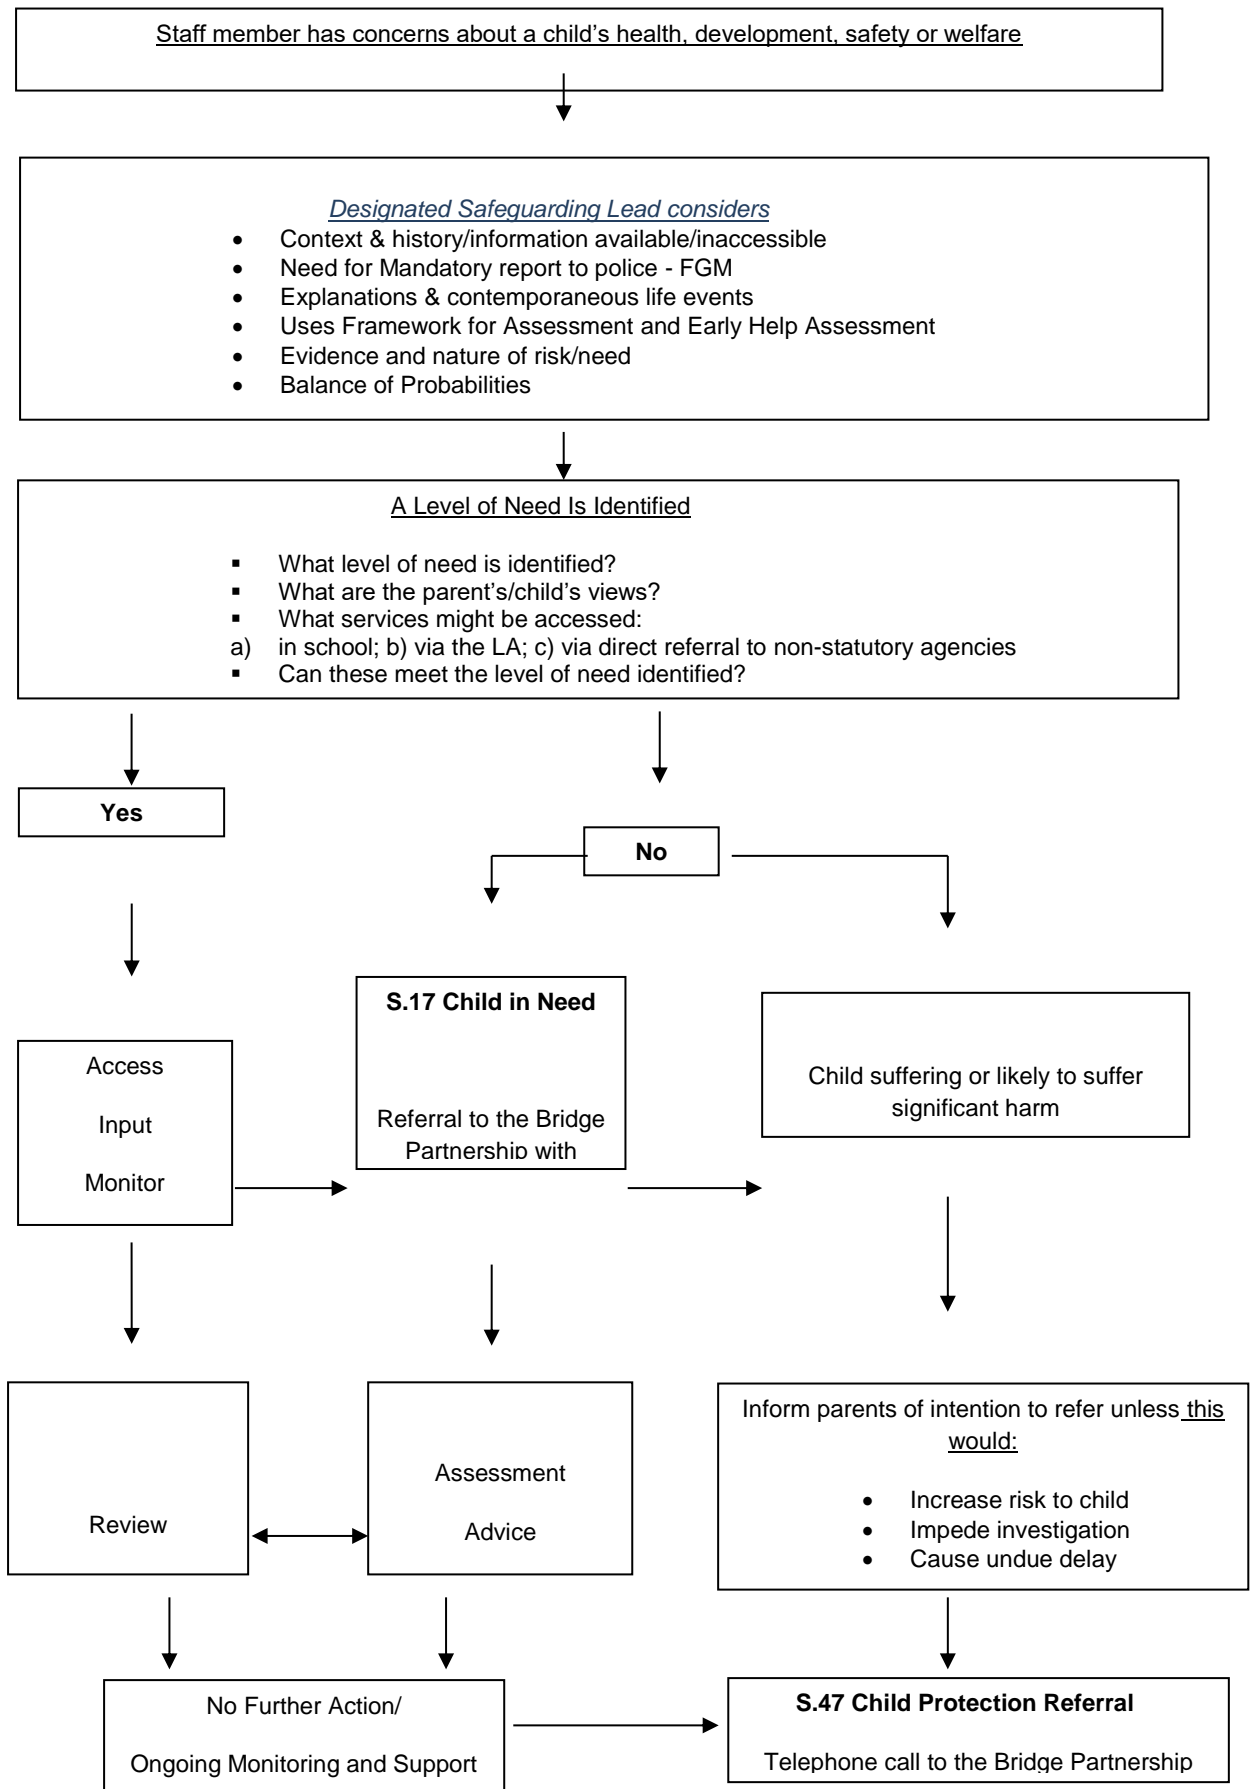 Staff member has concerns about a child’s health, development, safety or welfare
Designated Safeguarding Lead considers
• Context & history/information available/inaccessible
• Need for Mandatory report to police - FGM
• Explanations & contemporaneous life events
• Uses Framework for Assessment and Early Help Assessment
• Evidence and nature of risk/need
• Balance of Probabilities
A Level of Need Is Identified
▪ What level of need is identified?
▪ What are the parent’s/child’s views?
▪ What services might be accessed:
a) in school; b) via the LA; c) via direct referral to non-statutory agencies
▪ Can these meet the level of need identified?
Yes
No
Access
Input
Monitor
S.17 Child in Need
Referral to the Bridge
Partnership with
Child suffering or likely to suffer
significant harm
Review
Assessment
Advice
Inform parents of intention to refer unless this
would:
• Increase risk to child
• Impede investigation
• Cause undue delay
No Further Action/
Ongoing Monitoring and Support
S.47 Child Protection Referral
Telephone call to the Bridge Partnership